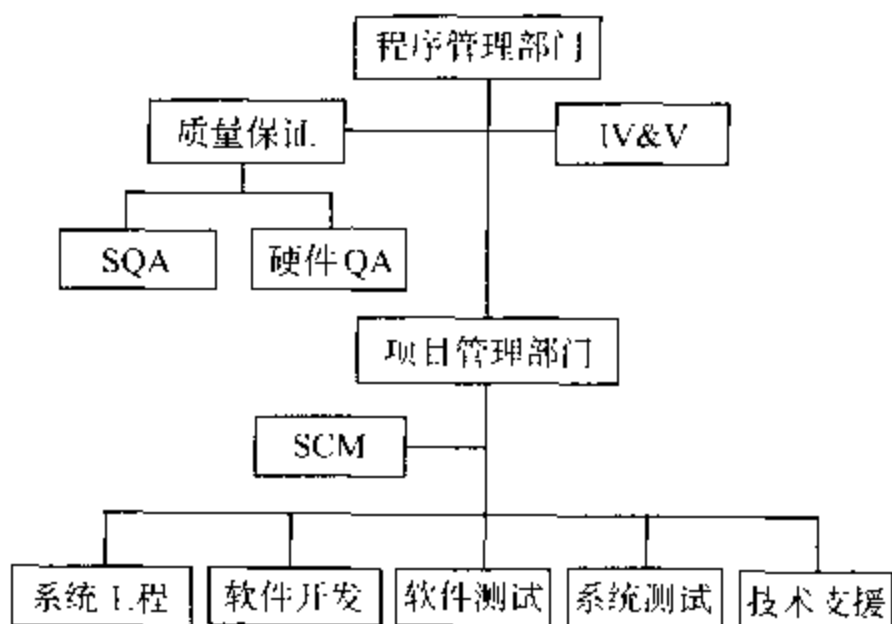 程序管理部门
质量保证
IV&V
SQA
硬件QA
项目管理部门
SCM
系统工程
软件开发
软件测试
系统测试
技术支援